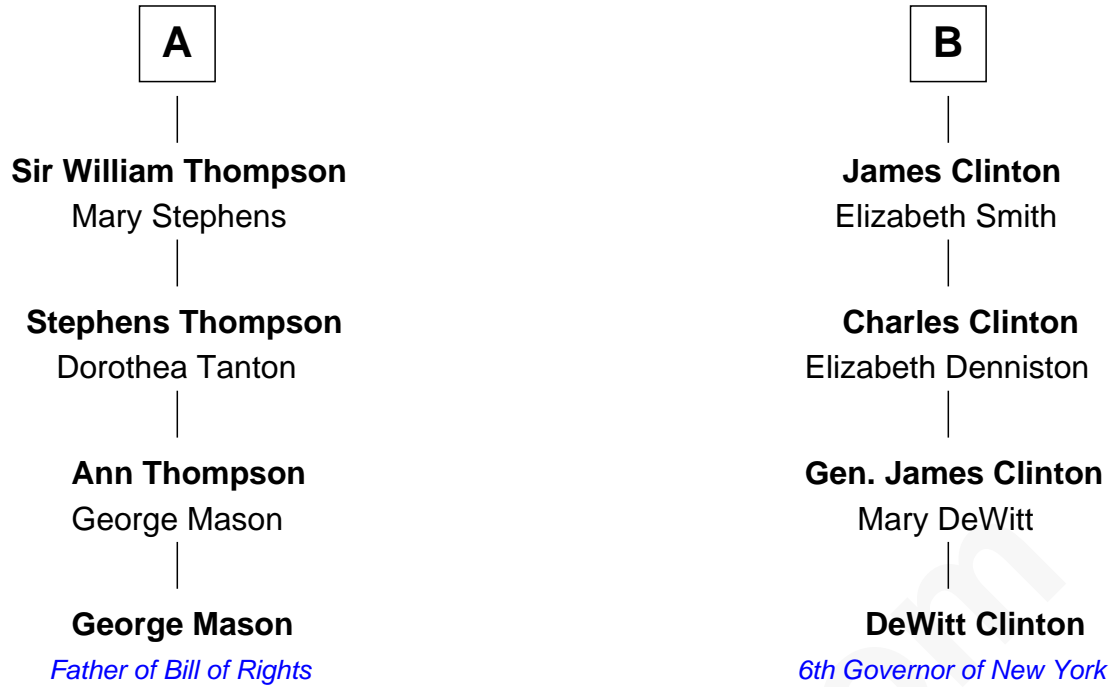 A
Sir William Thompson
Mary Stephens
Stephens Thompson
Dorothea Tanton
Ann Thompson
George Mason
George Mason
Father of Bill of Rights
B
James Clinton
Elizabeth Smith
Charles Clinton
Elizabeth Denniston
Gen. James Clinton
Mary DeWitt
DeWitt Clinton
6th Governor of New York